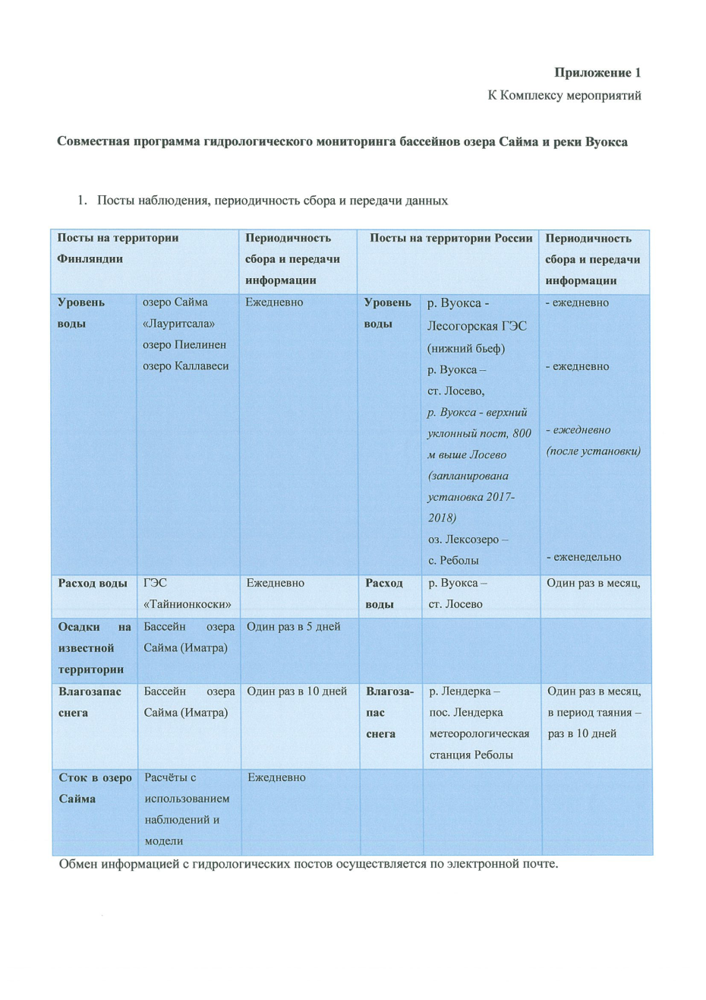 Приложение 1
К Комплексу мероприятий
Совместная программа гидрологического мониторинга бассейнов озера Сайма и реки Вуокса
1. Посты наблюдения, периодичность сбора и передачи данных
Посты на территории
Финляндии
Периодичность
сбора и передачи
информации
Посты на территории России
Периодичность
сбора и передачи
информации
Уровень
воды
озеро Сайма
«Лауритсала»
озеро Пиелинен
озеро Каллавеси
Ежедневно
Уровень
воды
р. Вуокса -
Лесогорская ГЭС
(нижний бьеф)
р. Вуокса –
ст. Лосево,
р. Вуокса - верхний
уклонный пост, 800
м выше Лосево
(запланирована
установка 2017-
2018)
оз. Лексозеро –
с. Реболы
- ежедневно
- ежедневно
- ежедневно
(после установки)
- еженедельно
Расход воды
ГЭС
«Тайнионкоски»
Ежедневно
Расход
воды
р. Вуокса –
ст. Лосево
Один раз в месяц,
Осадки на
известной
территории
Бассейн озера
Сайма (Иматра)
Один раз в 5 дней
Влагозапас
снега
Бассейн озера
Сайма (Иматра)
Один раз в 10 дней
Влагоза-
пас
снега
р. Лендерка –
пос. Лендерка
метеорологическая
станция Реболы
Один раз в месяц,
в период таяния –
раз в 10 дней
Сток в озеро
Сайма
Расчёты с
использованием
наблюдений и
модели
Ежедневно
Обмен информацией с гидрологических постов осуществляется по электронной почте.